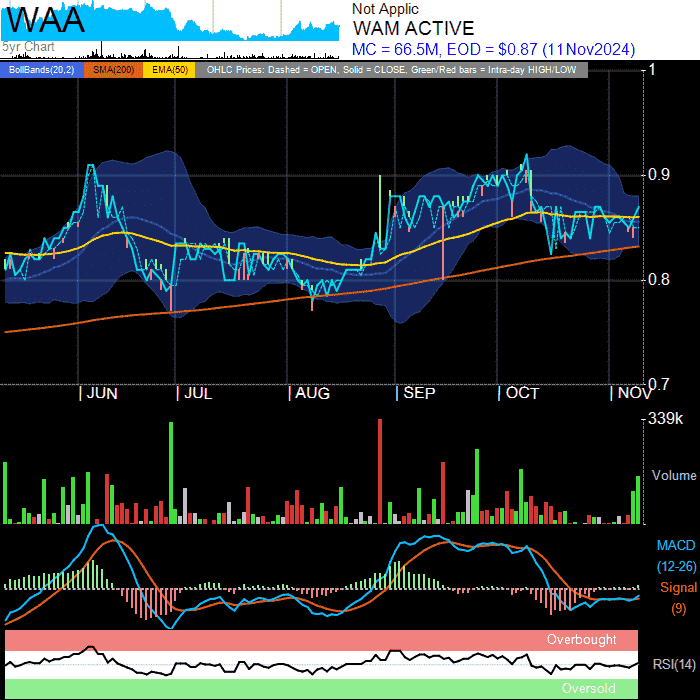 WAA
5yr Chart
Not Applic
WAM ACTIVE
MC = 66.5M, EOD = $0.87 (11Nov2024)
BollBands(20,2) SMA(200) EMA(50) OHLC Prices: Dashed = OPEN, Solid = CLOSE, Green/Red bars = Intra-day HIGH/LOW
1
0.9
0.8
0.7
JUN JUL AUG SEP OCT NOV
339k
Volume
MACD
(12-26)
Signal
(9)
Overbought
RSI(14)
Oversold